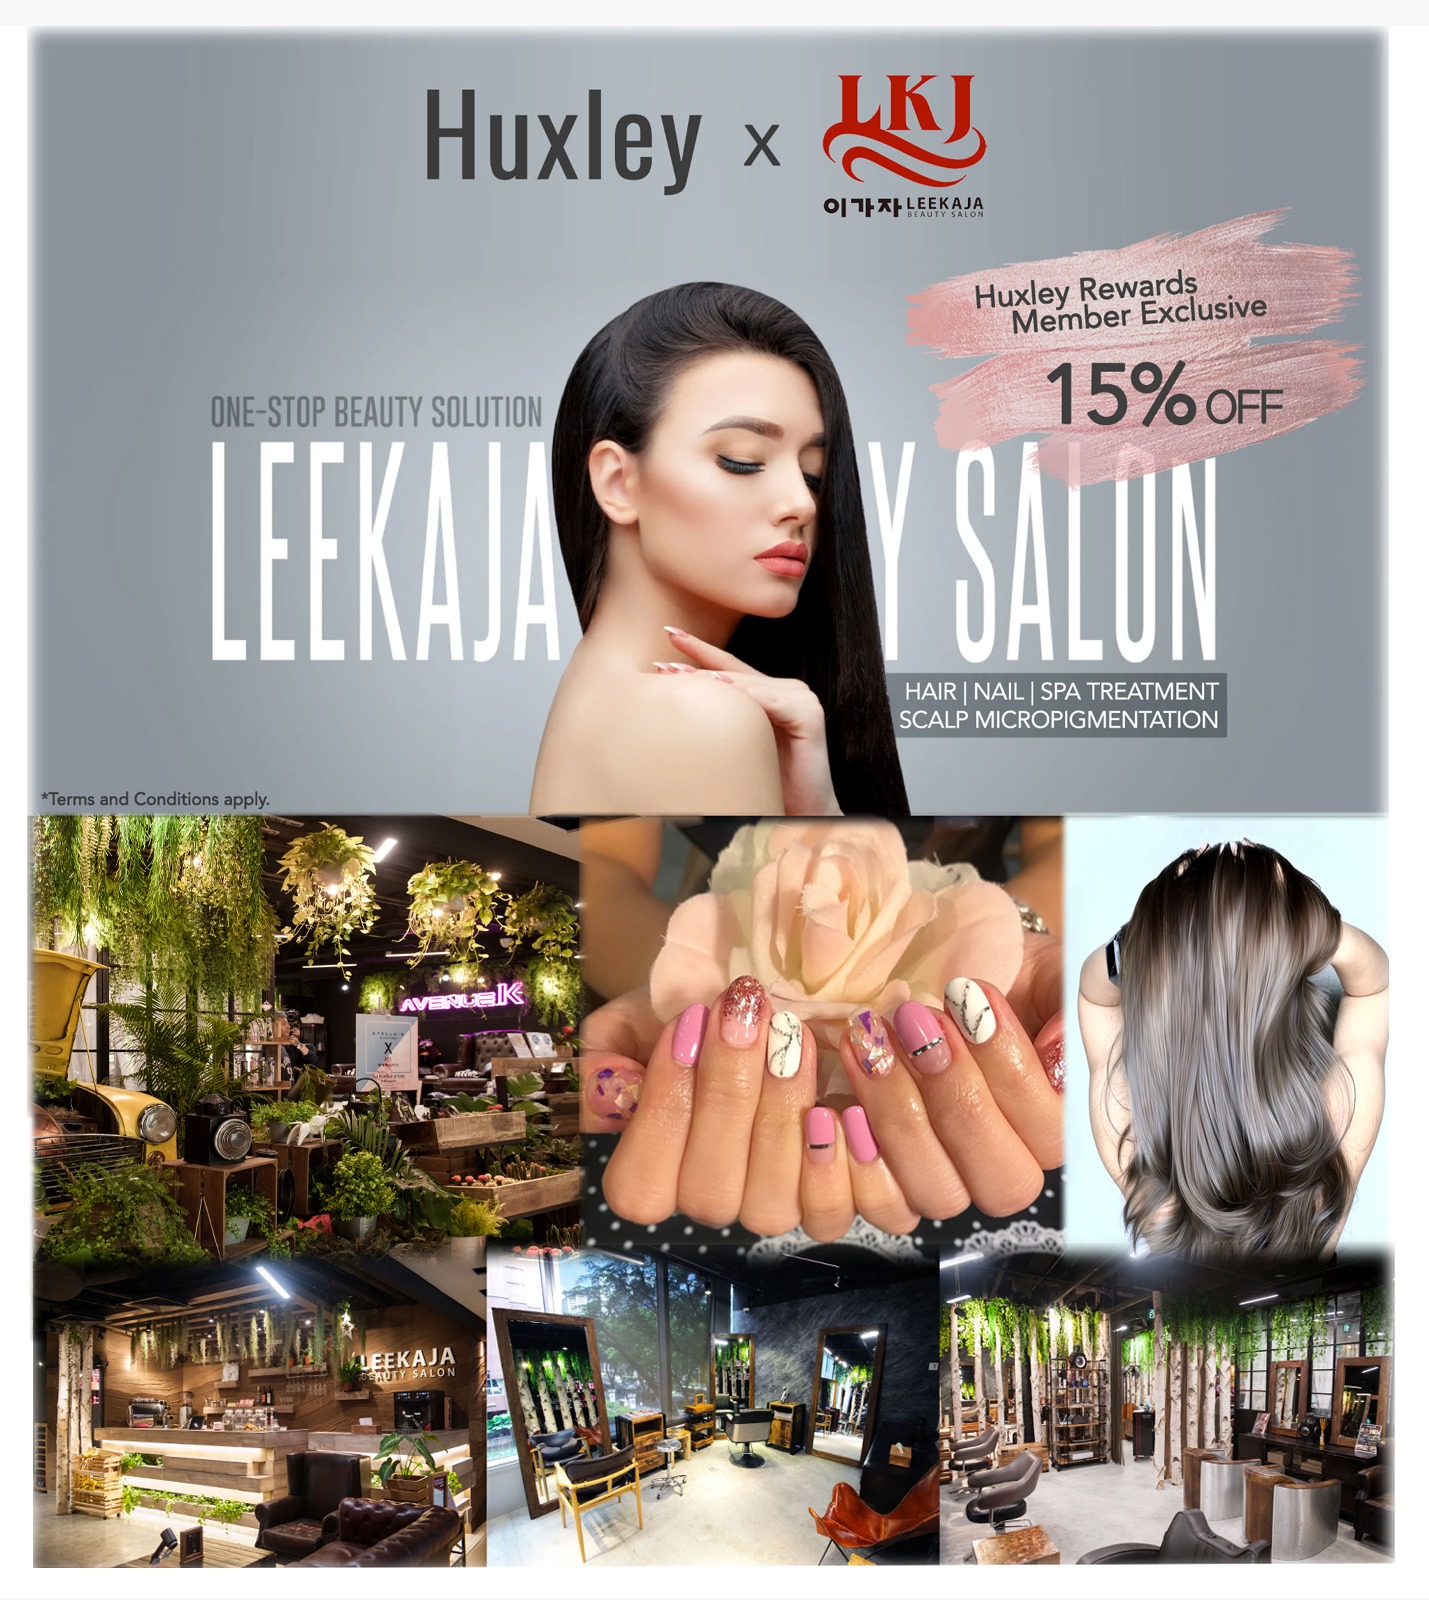 Huxley x LKJ
이가자 LEEKAJA
BEAUTY SALON
Huxley Rewards
Member Exclusive
15% OFF
ONE-STOP BEAUTY SOLUTION
LEEKAJA Y SALON
HAIR | NAIL | SPA TREATMENT
SCALP MICROPIGMENTATION
*Terms and Conditions apply.
AVENUE K
X
LEEKAJA
BEAUTY SALON